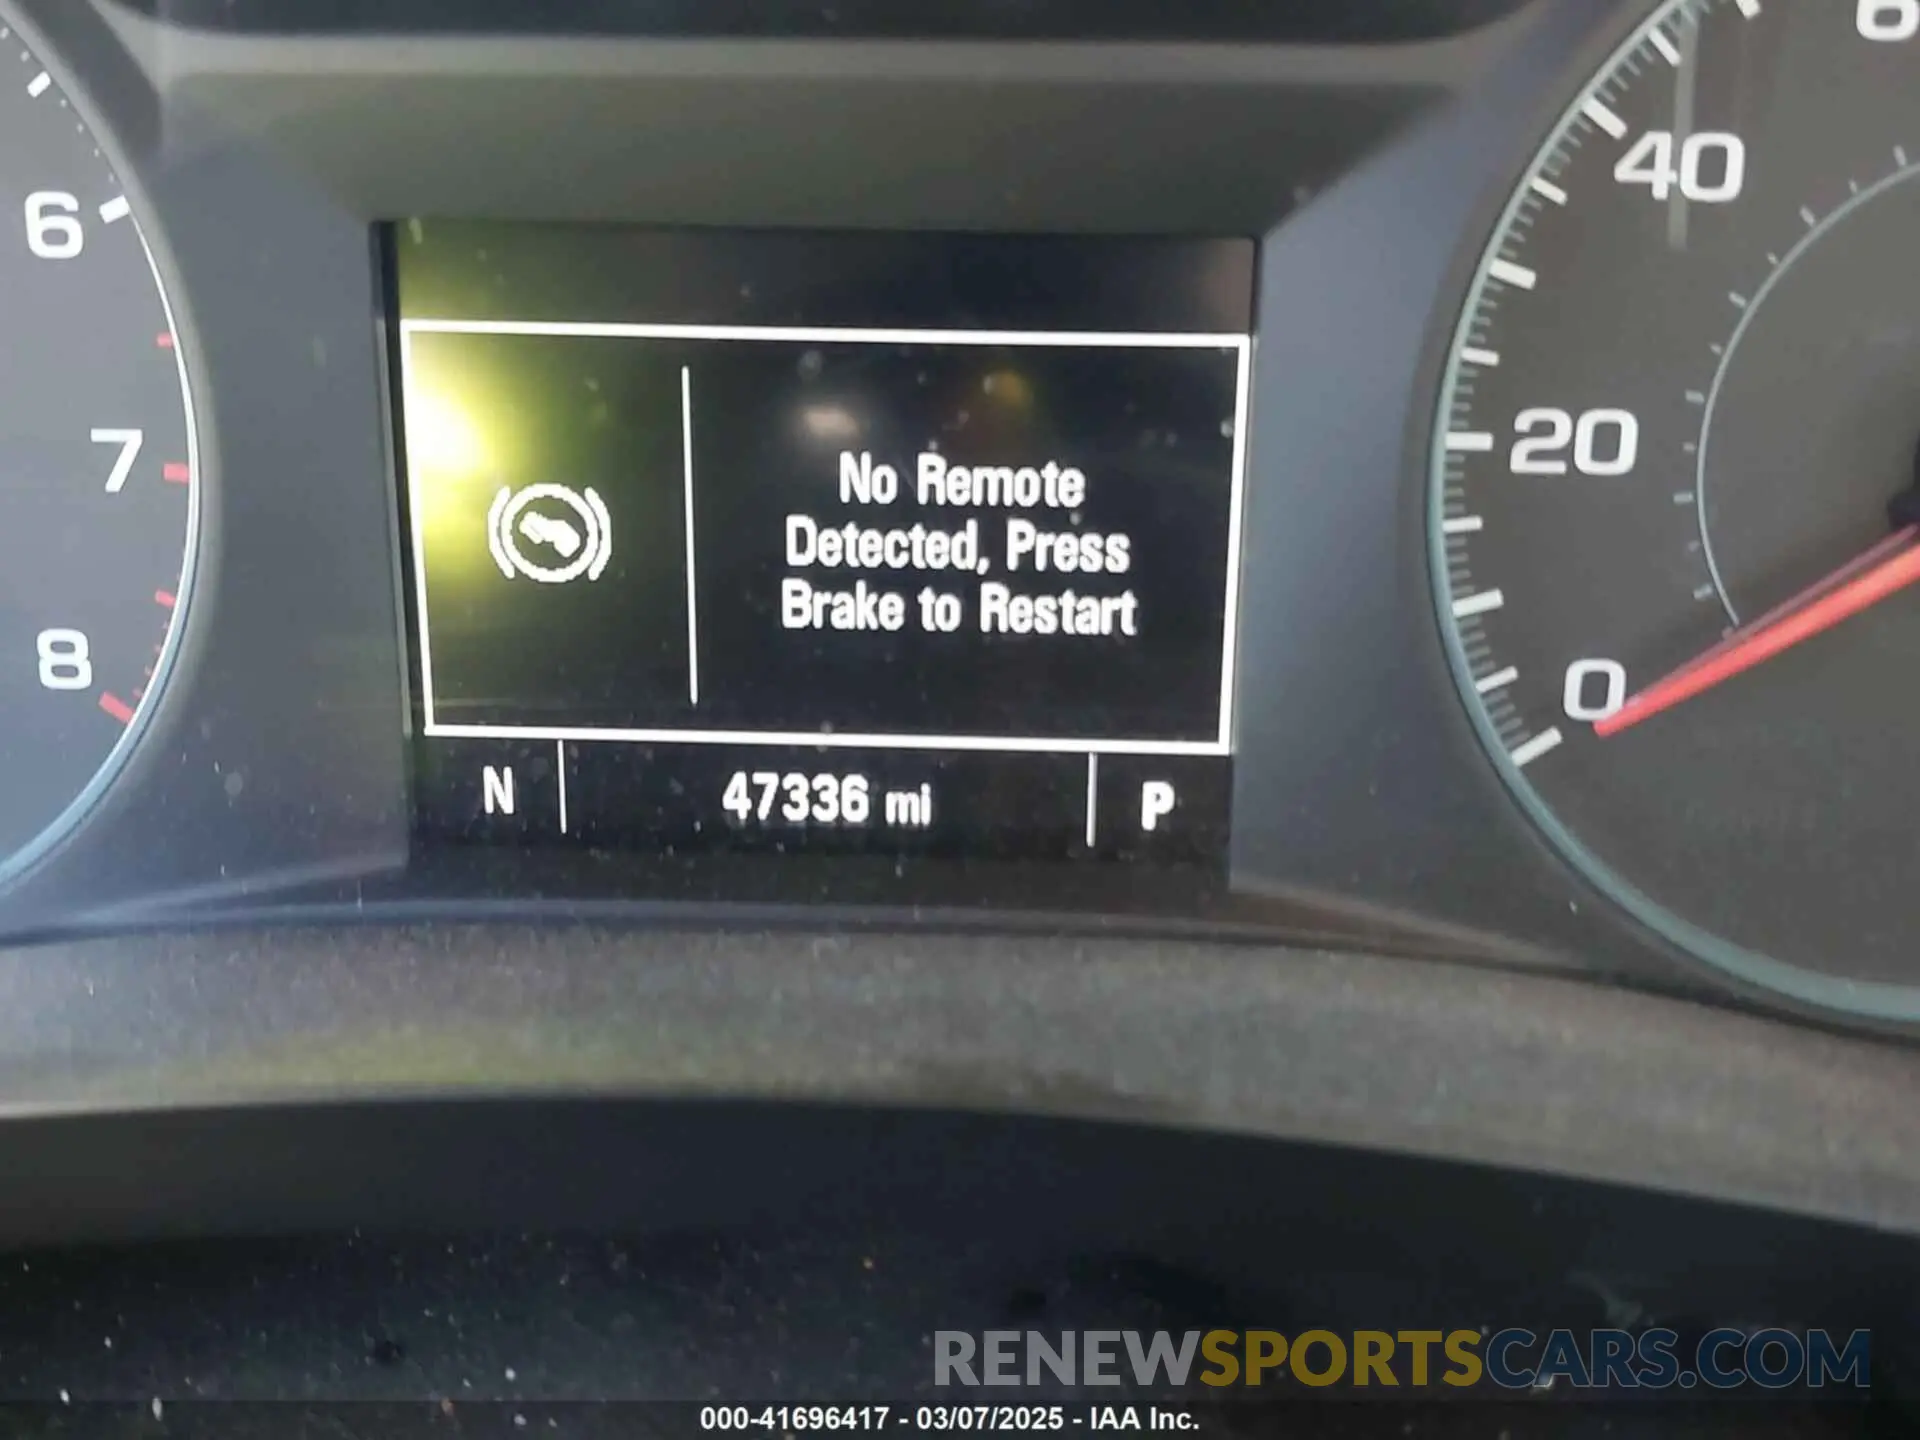 6
7
8
No Remote
Detected, Press
Brake to Restart
N 47336 mi P
40
20
0
RENEWSPORTSCARS.COM
000-41696417 - 03/07/2025 - IAA Inc.